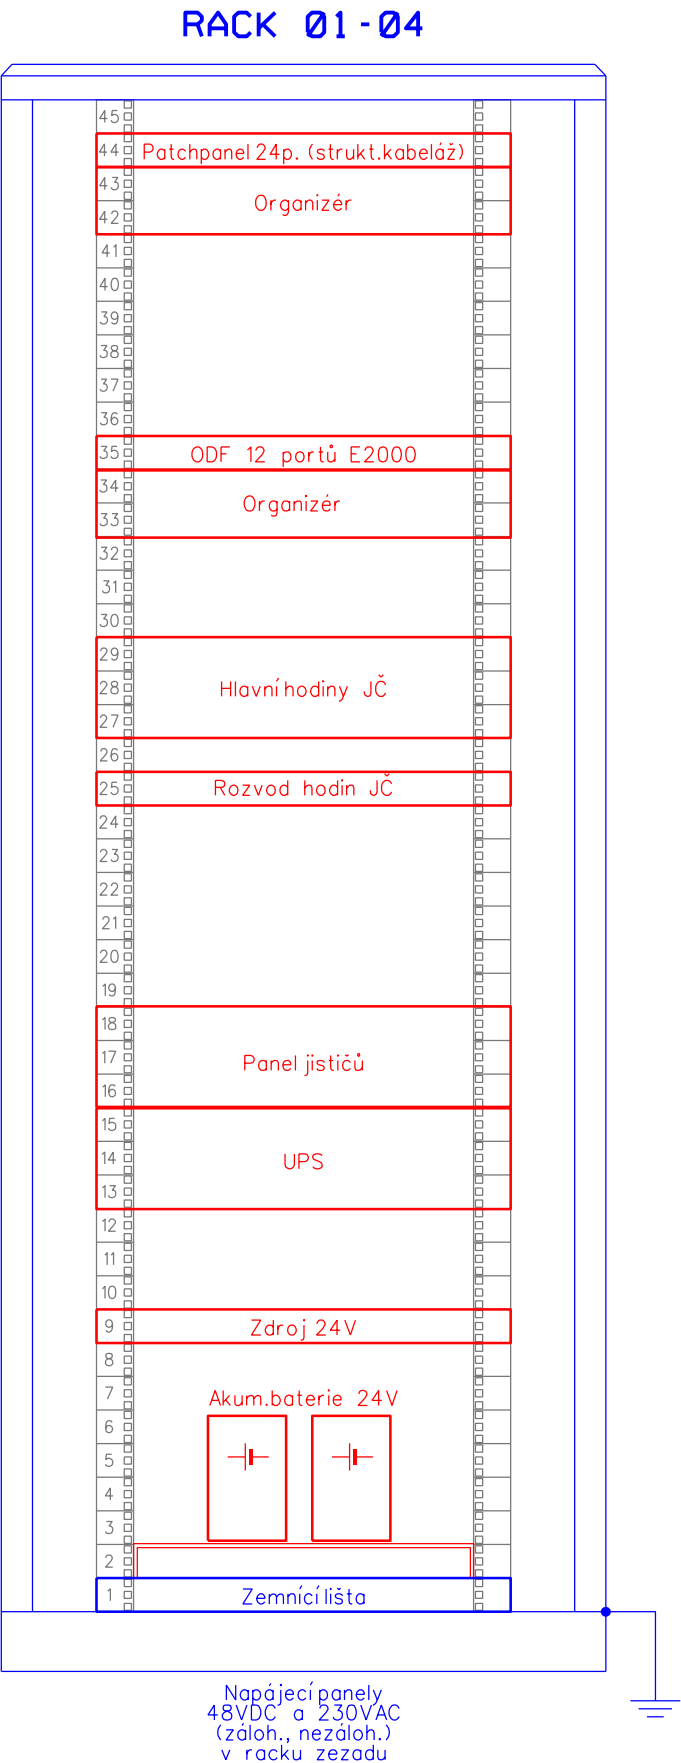 RACK 01-04
45
44 Patchpanel 24p. (strukt.kabeláž)
43
Organizér
42
41
40
39
38
37
36
35 ODF 12 portů E2000
34
Organizér
33
32
31
30
29
28 Hlavní hodiny JČ
27
26
25 Rozvod hodin JČ
24
23
22
21
20
19
18
17 Panel jističů
16
15
14 UPS
13
12
11
10
9 Zdroj 24V
8
7
Akum.baterie 24V
6
5
4
3
2
1 Zemnící lišta
Napájecí panely
48VDC a 230VAC
(záloh., nezáloh.)
v racku zezadu